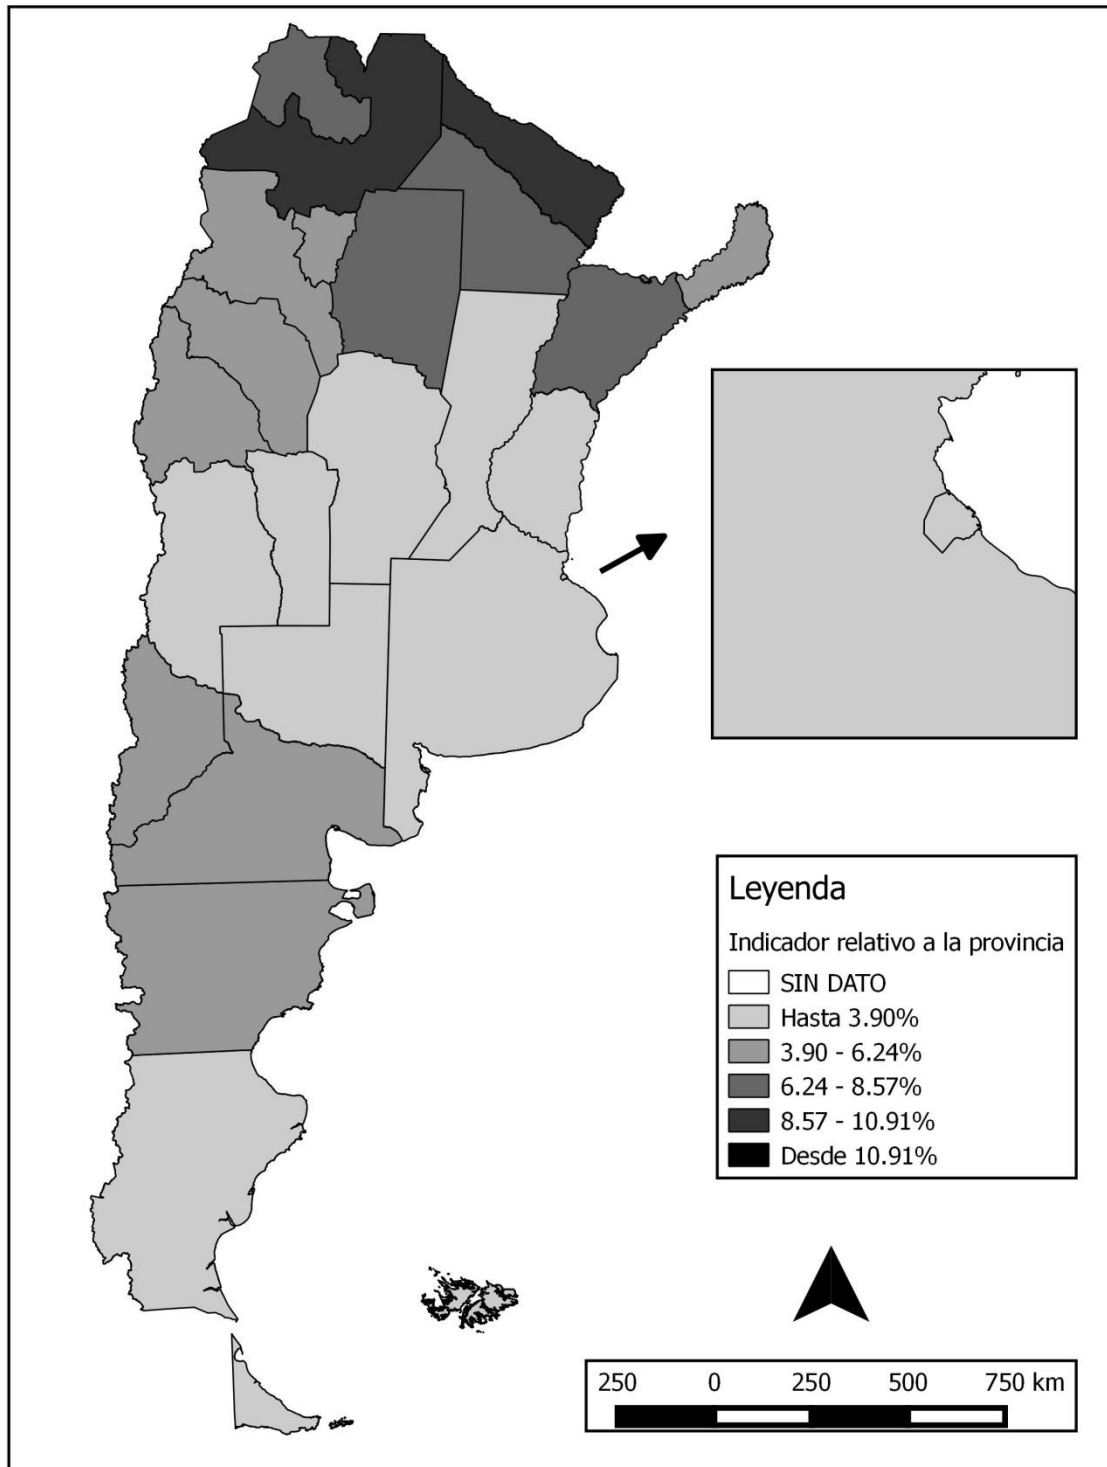 Leyenda
Indicador relativo a la provincia
SIN DATO
Hasta 3.90%
3.90 - 6.24%
6.24 - 8.57%
8.57 - 10.91%
Desde 10.91%
250 0 250 500 750 km